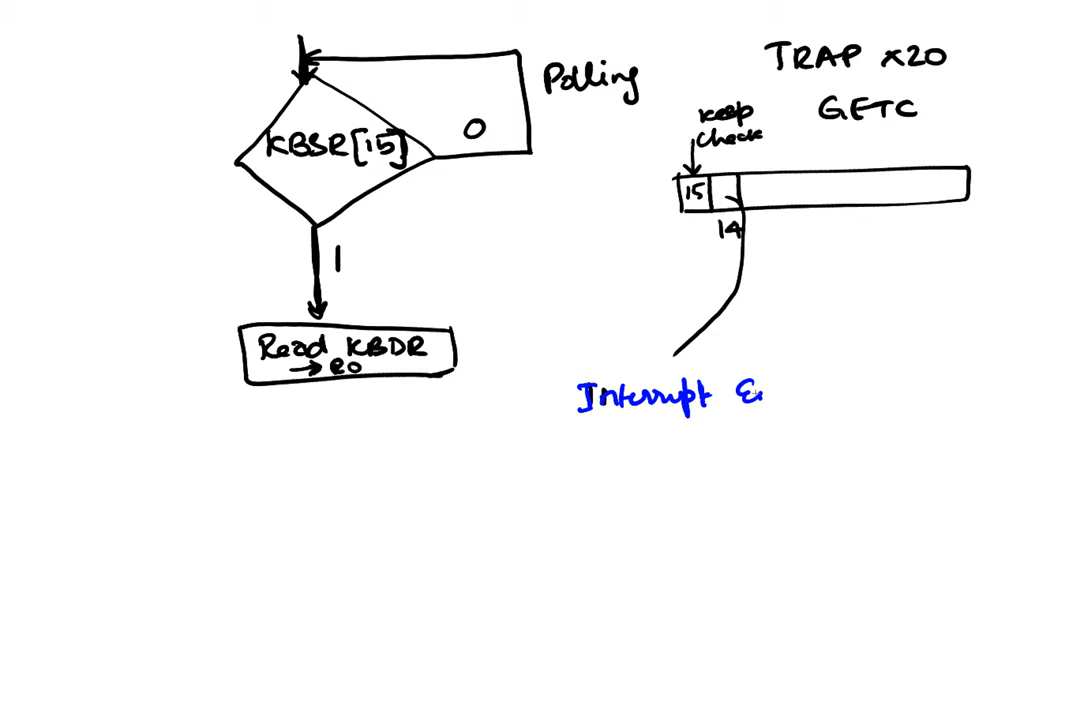 Polling
TRAP x20
GETC
keep
check
KBSR[15]
0
15
14
1
Read KBDR
→ R0
Interrupt E